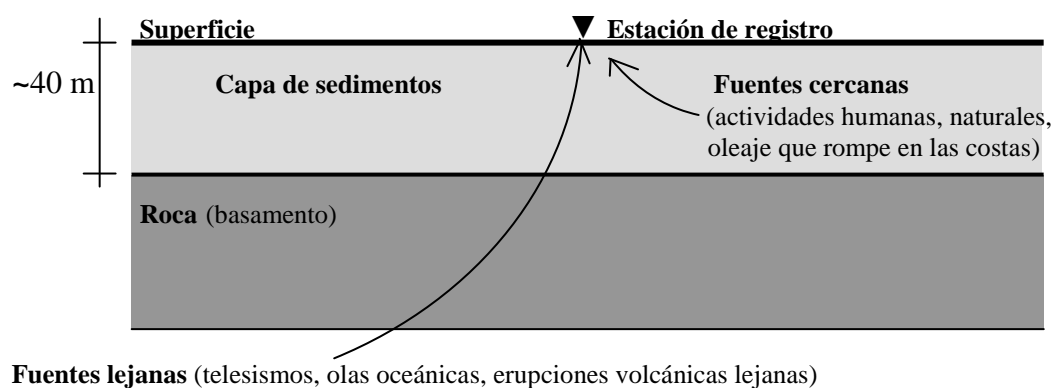 Superficie
Estación de registro
~40 m
Capa de sedimentos
Fuentes cercanas
(actividades humanas, naturales,
oleaje que rompe en las costas)
Roca (basamento)
Fuentes lejanas (telesismos, olas oceánicas, erupciones volcánicas lejanas)